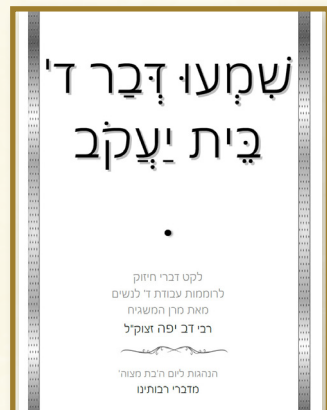 שִׁמְעוּ דְּבַר ד'
בֵּית יַעֲקֹב
לקט דברי חיזוק
לרוממות עבודת ד' לנשים
מאת מרן המשגיח
רבי דב יפה זצוק"ל
הנהגות ליום ה'בת מצוה'
מדברי רבותינו